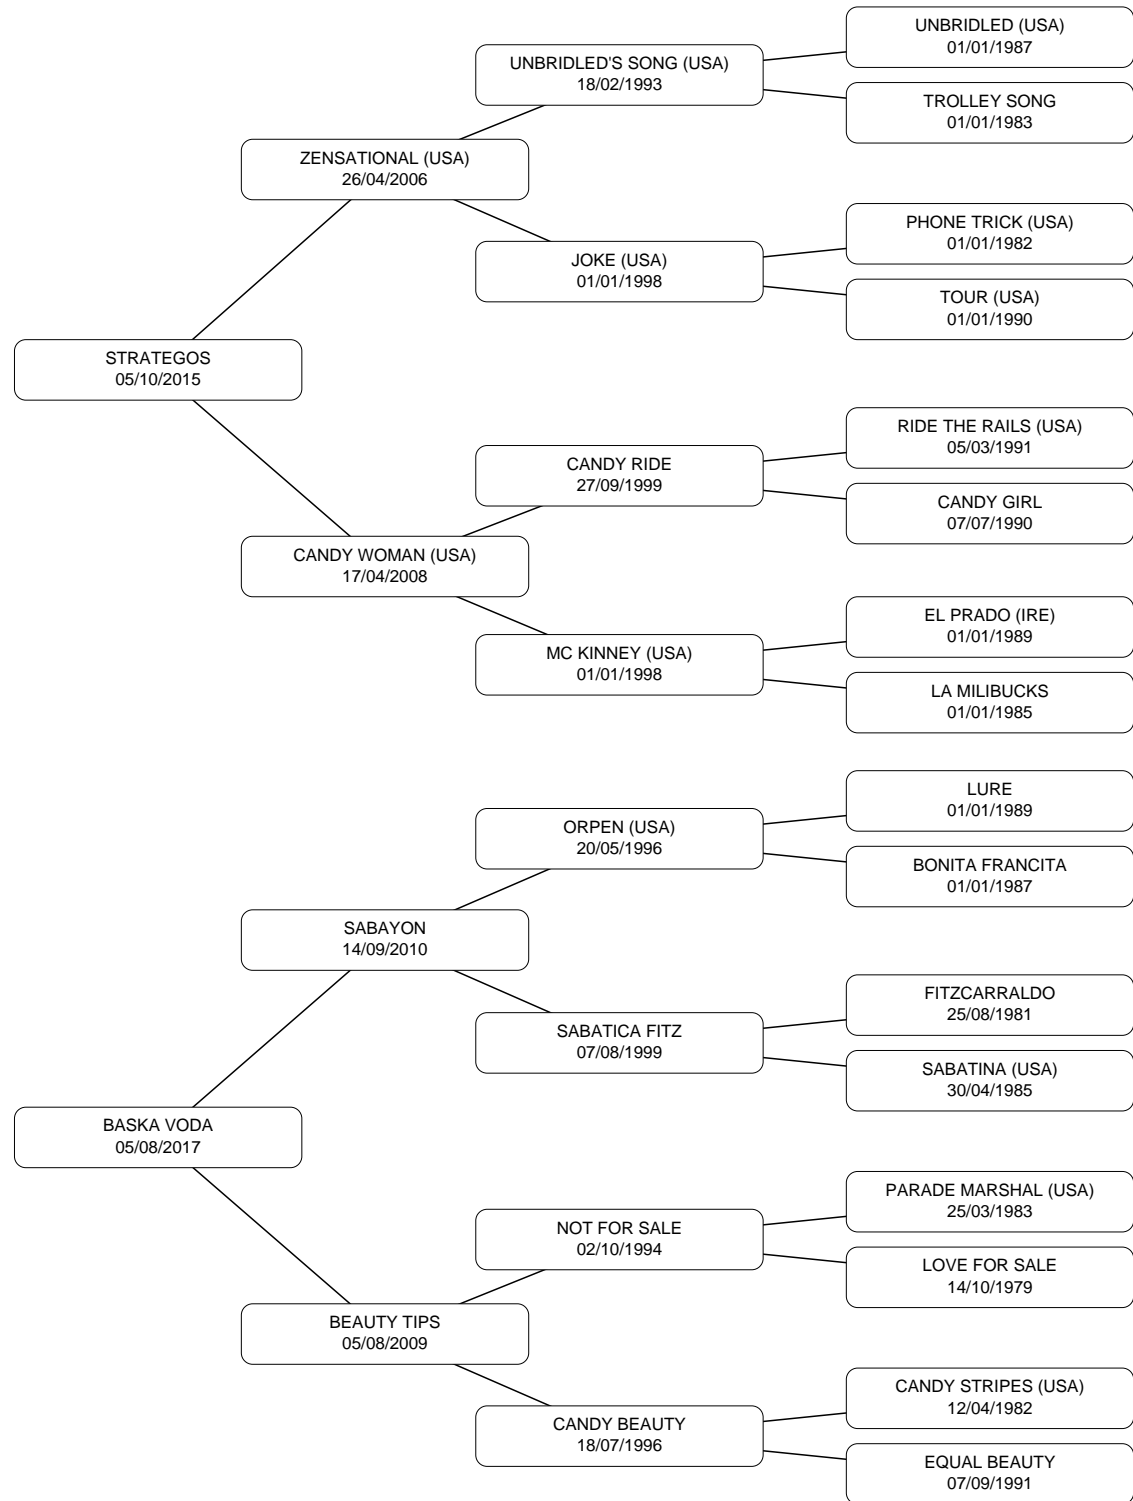 UNBRIDLED (USA)
01/01/1987
UNBRIDLED'S SONG (USA)
18/02/1993
TROLLEY SONG
01/01/1983
ZENSATIONAL (USA)
26/04/2006
PHONE TRICK (USA)
01/01/1982
JOKE (USA)
01/01/1998
TOUR (USA)
01/01/1990
STRATEGOS
05/10/2015
RIDE THE RAILS (USA)
05/03/1991
CANDY RIDE
27/09/1999
CANDY GIRL
07/07/1990
CANDY WOMAN (USA)
17/04/2008
EL PRADO (IRE)
01/01/1989
MC KINNEY (USA)
01/01/1998
LA MILIBUCKS
01/01/1985
LURE
01/01/1989
ORPEN (USA)
20/05/1996
BONITA FRANCITA
01/01/1987
SABAYON
14/09/2010
FITZCARRALDO
25/08/1981
SABATICA FITZ
07/08/1999
SABATINA (USA)
30/04/1985
BASKA VODA
05/08/2017
PARADE MARSHAL (USA)
25/03/1983
NOT FOR SALE
02/10/1994
LOVE FOR SALE
14/10/1979
BEAUTY TIPS
05/08/2009
CANDY STRIPES (USA)
12/04/1982
CANDY BEAUTY
18/07/1996
EQUAL BEAUTY
07/09/1991